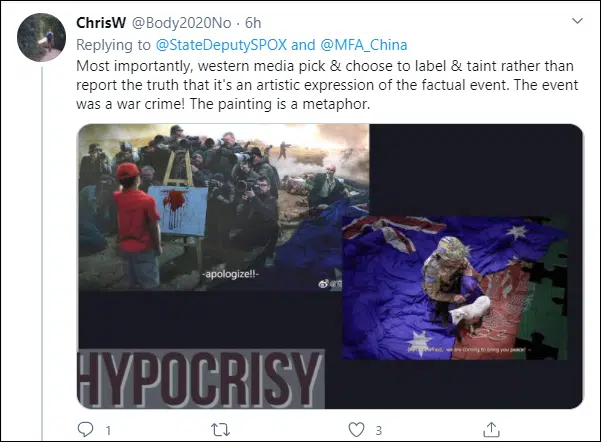 ChrisW @Body2020No · 6h
Replying to @StateDeputySPOX and @MFA_China
Most importantly, western media pick & choose to label & taint rather than
report the truth that it's an artistic expression of the factual event. The event
was a war crime! The painting is a metaphor.
-apologize!!-
we are coming to bring you peace!
HYPOCRISY
1
3